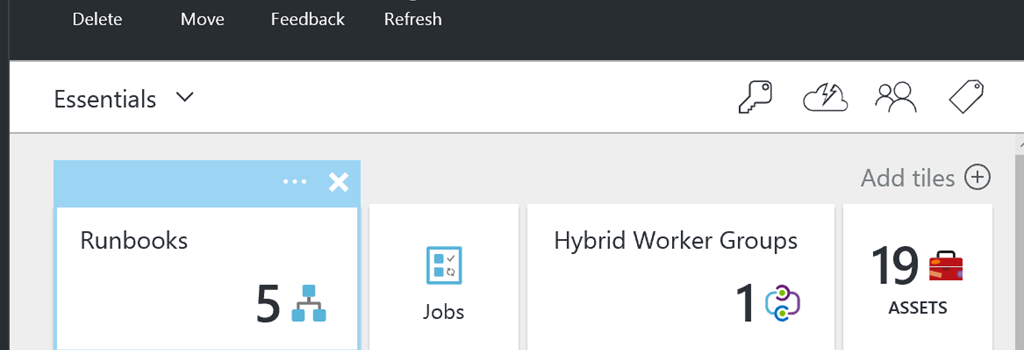 Delete Move Feedback Refresh
Essentials
Add tiles
Runbooks
5
Jobs
Hybrid Worker Groups
1
19
ASSETS